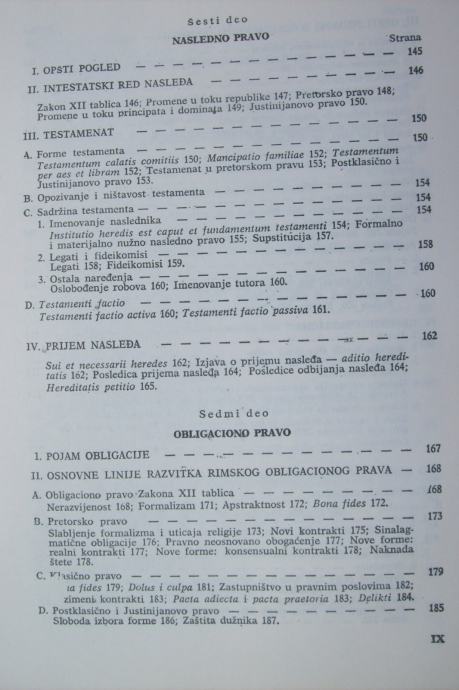 Šesti deo
NASLEDNO PRAVO
Strana
I. OPŠTI POGLED — — — — — — — — — — 145
II. INTESTATSKI RED NASLEĐA — — — — — — — 146
Zakon XII tablica 146; Promene u toku republike 147; Pretorsko pravo 148;
Promene u toku principata i dominata 149; Justinijanovo pravo 150.
III. TESTAMENAT — — — — — — — — — — 150
A. Forme testamenta — — — — — — — — — — 150
Testamentum calatis comitiis 150; Mancipatio familiae 152; Testamentum
per aes et libram 152; Testamenat u pretorskom pravu 153; Postklasično i
Justinijanovo pravo 153.
B. Opozivanje i ništavost testamenta — — — — — — — 154
C. Sadržina testamenta — — — — — — — — — 154
1. Imenovanje naslednika — — — — — — — — 154
Institutio heredis est caput et fundamentum testamenti 154; Formalno
i materijalno nužno nasledno pravo 155; Supstitucija 157.
2. Legati i fideikomisi — — — — — — — — — 158
Legati 158; Fideikomisi 159.
3. Ostala naređenja — — — — — — — — — 160
Oslobođenje robova 160; Imenovanje tutora 160.
D. Testamenti factio — — — — — — — — — — 160
Testamenti factio activa 160; Testamenti factio passiva 161.
IV. PRIJEM NASLEĐA — — — — — — — — — 162
Sui et necessarii heredes 162; Izjava o prijemu nasleđa — aditio heredi-
tatis 162; Posledica prijema nasleđa 164; Posledice odbijanja nasleđa 164;
Hereditatis petitio 165.
Sedmi deo
OBLIGACIONO PRAVO
I. POJAM OBLIGACIJE — — — — — — — — — 167
II. OSNOVNE LINIJE RAZVITKA RIMSKOG OBLIGACIONOG PRAVA — 168
A. Obligaciono pravo Zakona XII tablica — — — — — — 168
Nerazvijenost 168; Formalizam 171; Apstraktnost 172; Bona fides 172.
B. Pretorsko pravo — — — — — — — — — — 173
Slabljenje formalizma i uticaja religije 173; Novi kontrakti 175; Sinalag-
matične obligacije 176; Pravno neosnovano obogaćenje 177; Nove forme:
realni kontrakti 177; Nove forme: konsensualni kontrakti 178; Naknada
štete 178.
C. Klasično pravo — — — — — — — — — — 179
fides 179; Dolus i culpa 181; Zastupništvo u pravnim poslovima 182;
kontrakti 183; Pacta adiecta i pacta praetoria 183; Delikti 184.
D. Postklasično i Justinijanovo pravo — — — — — — — 185
Sloboda izbora forme 186; Zaštita dužnika 187.
IX